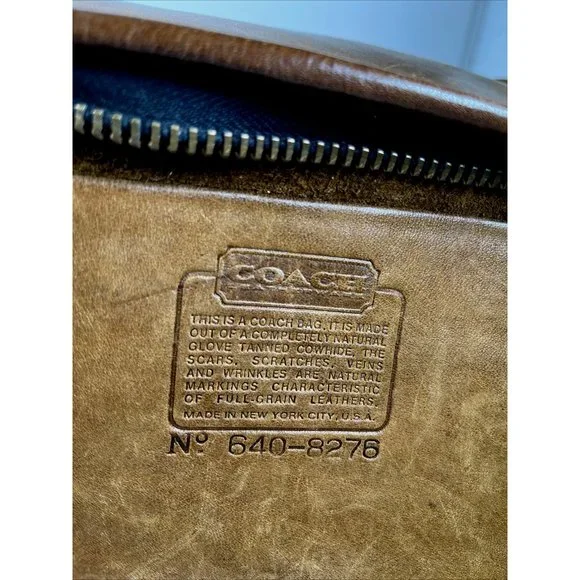 COACH
THIS IS A COACH BAG. IT IS MADE
OUT OF A COMPLETELY NATURAL
GLOVE TANNED COWHIDE, THE
SCARS, SCRATCHES, VEINS
AND WRINKLES ARE NATURAL
MARKINGS CHARACTERISTIC
OF FULL-GRAIN LEATHERS.
MADE IN NEW YORK CITY, U.S.A.
Nº 640-8276